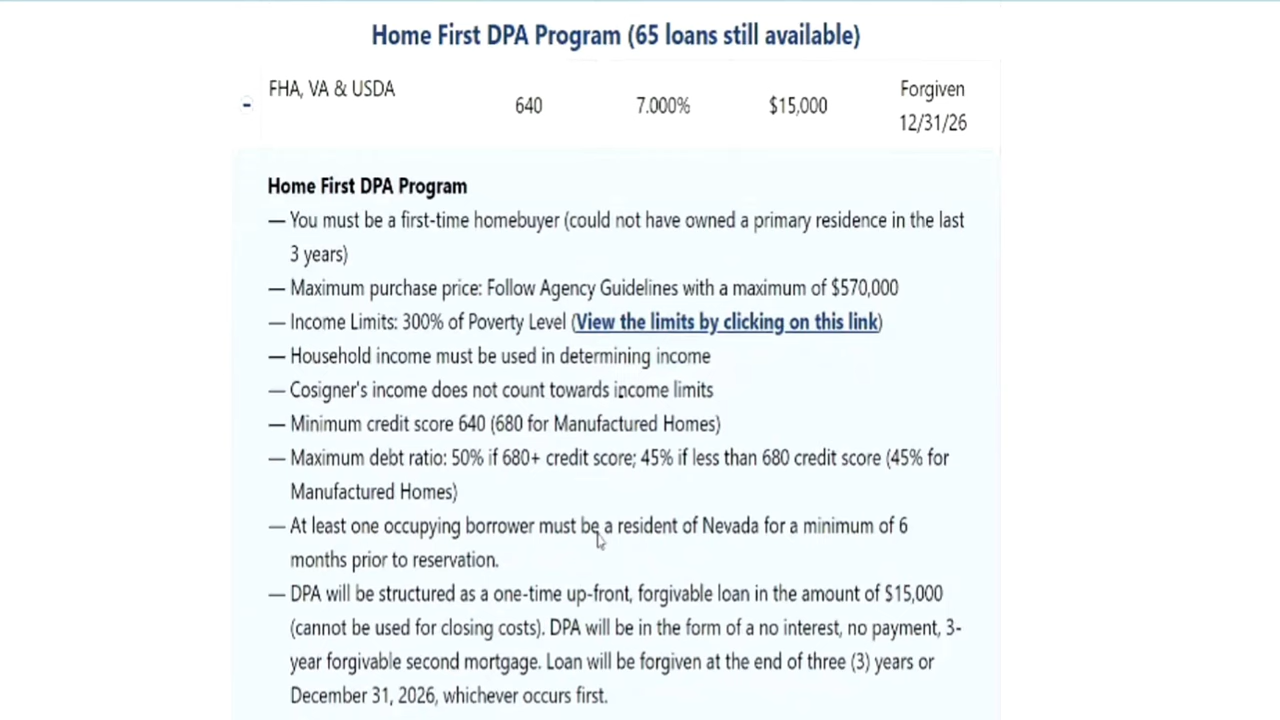 Home First DPA Program (65 loans still available)
FHA, VA & USDA
640
7.000%
$15,000
Forgiven
12/31/26
Home First DPA Program
— You must be a first-time homebuyer (could not have owned a primary residence in the last
3 years)
— Maximum purchase price: Follow Agency Guidelines with a maximum of $570,000
— Income Limits: 300% of Poverty Level (View the limits by clicking on this link)
— Household income must be used in determining income
— Cosigner's income does not count towards income limits
— Minimum credit score 640 (680 for Manufactured Homes)
— Maximum debt ratio: 50% if 680+ credit score; 45% if less than 680 credit score (45% for
Manufactured Homes)
— At least one occupying borrower must be a resident of Nevada for a minimum of 6
months prior to reservation.
— DPA will be structured as a one-time up-front, forgivable loan in the amount of $15,000
(cannot be used for closing costs). DPA will be in the form of a no interest, no payment, 3-
year forgivable second mortgage. Loan will be forgiven at the end of three (3) years or
December 31, 2026, whichever occurs first.